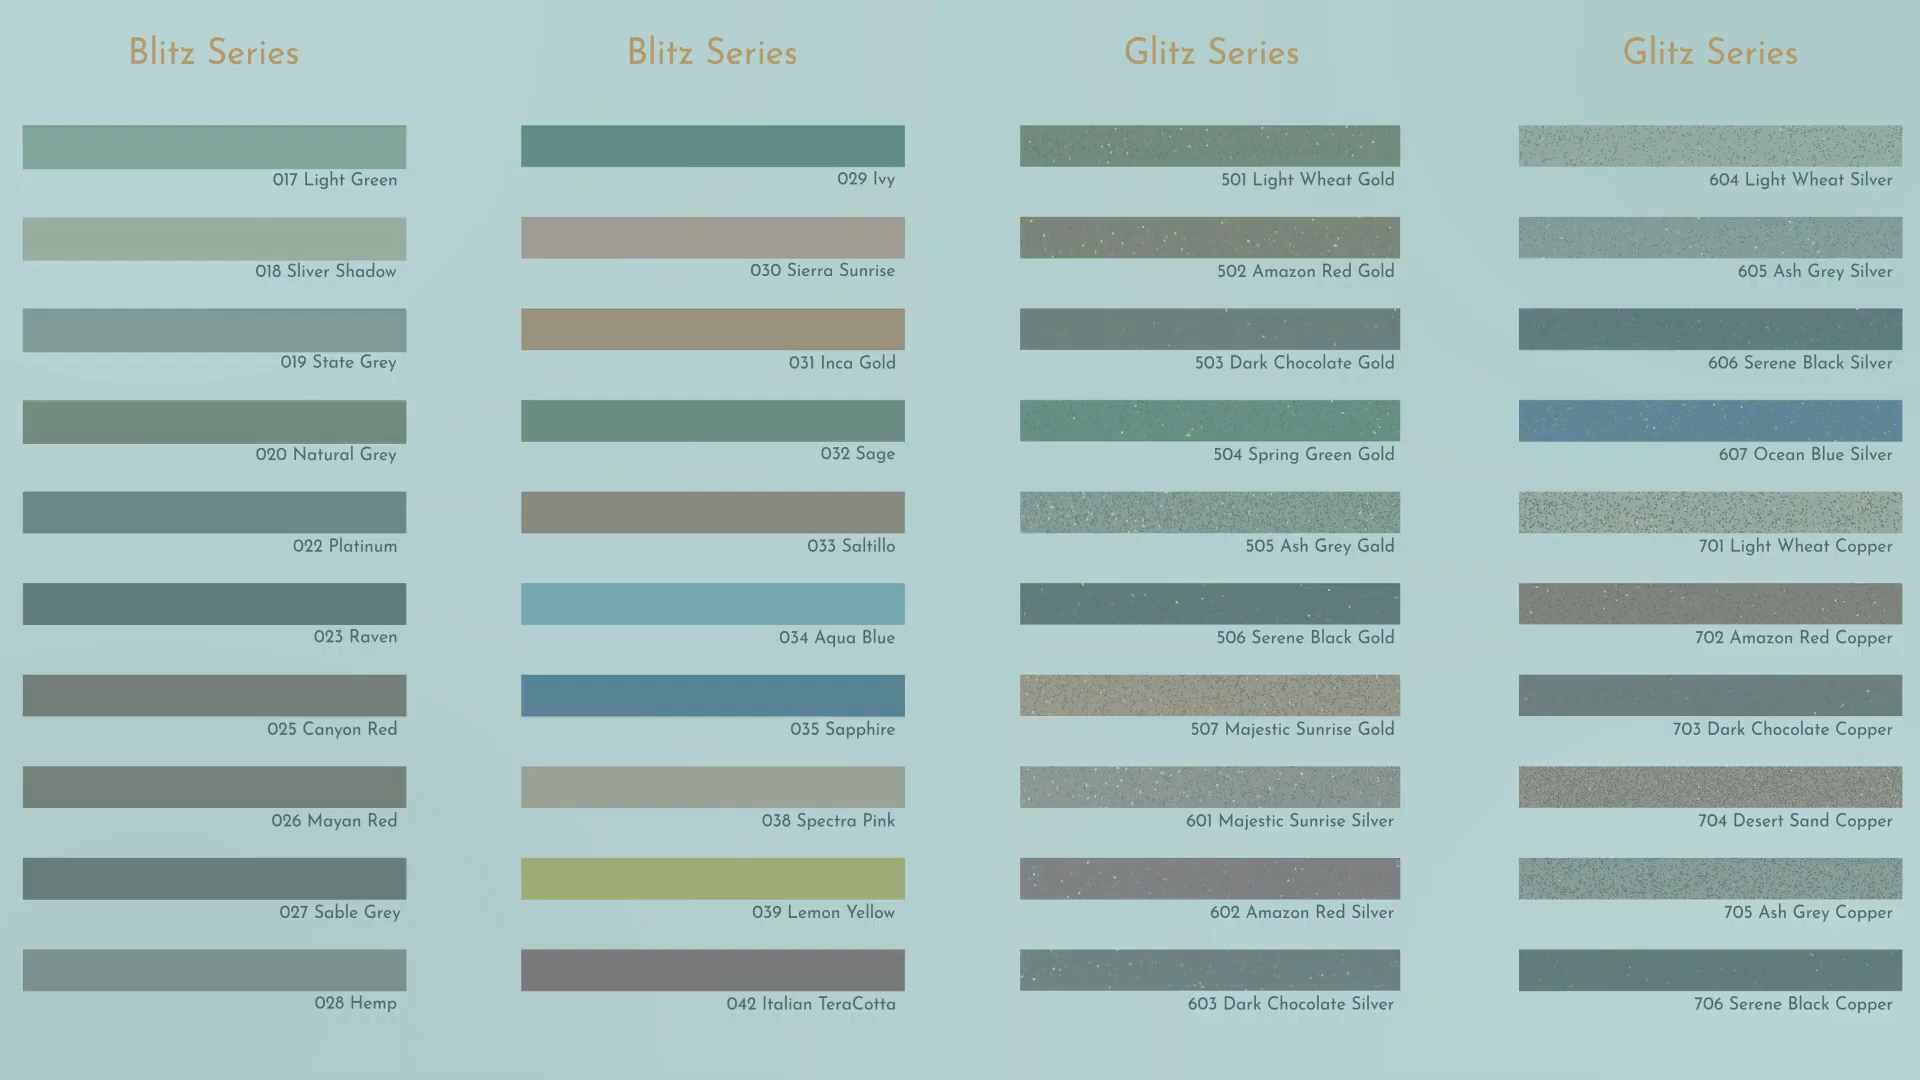 Blitz Series
017 Light Green
018 Sliver Shadow
019 State Grey
020 Natural Grey
022 Platinum
023 Raven
025 Canyon Red
026 Mayan Red
027 Sable Grey
028 Hemp
Blitz Series
029 Ivy
030 Sierra Sunrise
031 Inca Gold
032 Sage
033 Saltillo
034 Aqua Blue
035 Sapphire
038 Spectra Pink
039 Lemon Yellow
042 Italian TeraCotta
Glitz Series
501 Light Wheat Gold
502 Amazon Red Gold
503 Dark Chocolate Gold
504 Spring Green Gold
505 Ash Grey Gald
506 Serene Black Gold
507 Majestic Sunrise Gold
601 Majestic Sunrise Silver
602 Amazon Red Silver
603 Dark Chocolate Silver
Glitz Series
604 Light Wheat Silver
605 Ash Grey Silver
606 Serene Black Silver
607 Ocean Blue Silver
701 Light Wheat Copper
702 Amazon Red Copper
703 Dark Chocolate Copper
704 Desert Sand Copper
705 Ash Grey Copper
706 Serene Black Copper